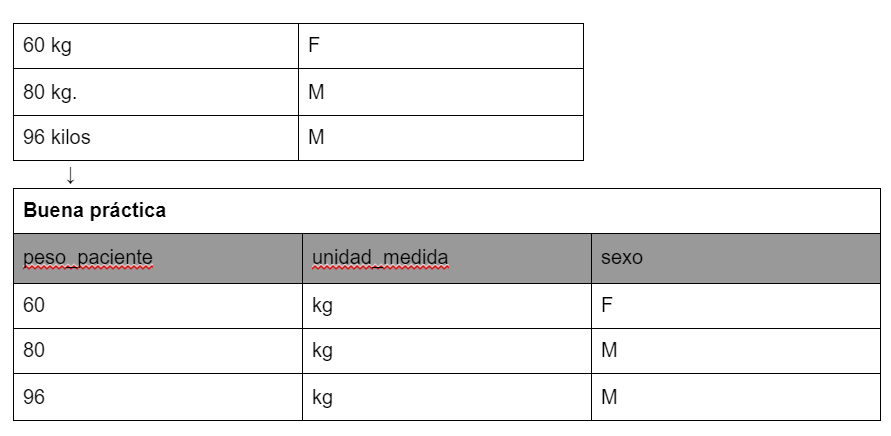 60 kg F
80 kg. M
96 kilos M
↓
Buena práctica
peso_paciente unidad_medida sexo
60 kg F
80 kg M
96 kg M